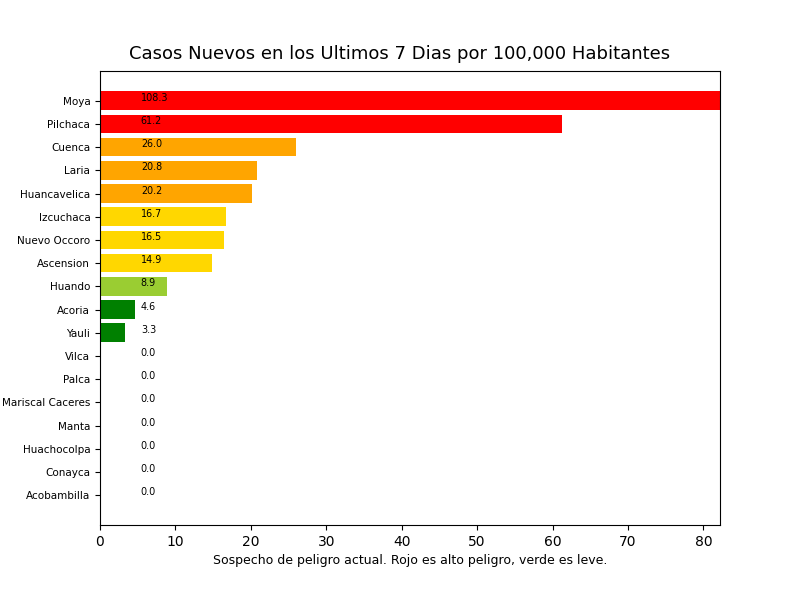 Casos Nuevos en los Ultimos 7 Dias por 100,000 Habitantes
Moya 108.3
Pilchaca 61.2
Cuenca 26.0
Laria 20.8
Huancavelica 20.2
Izcuchaca 16.7
Nuevo Occoro 16.5
Ascension 14.9
Huando 8.9
Acoria 4.6
Yauli 3.3
Vilca 0.0
Palca 0.0
Mariscal Caceres 0.0
Manta 0.0
Huachocolpa 0.0
Conayca 0.0
Acobambilla 0.0
0 10 20 30 40 50 60 70 80
Sospecho de peligro actual. Rojo es alto peligro, verde es leve.